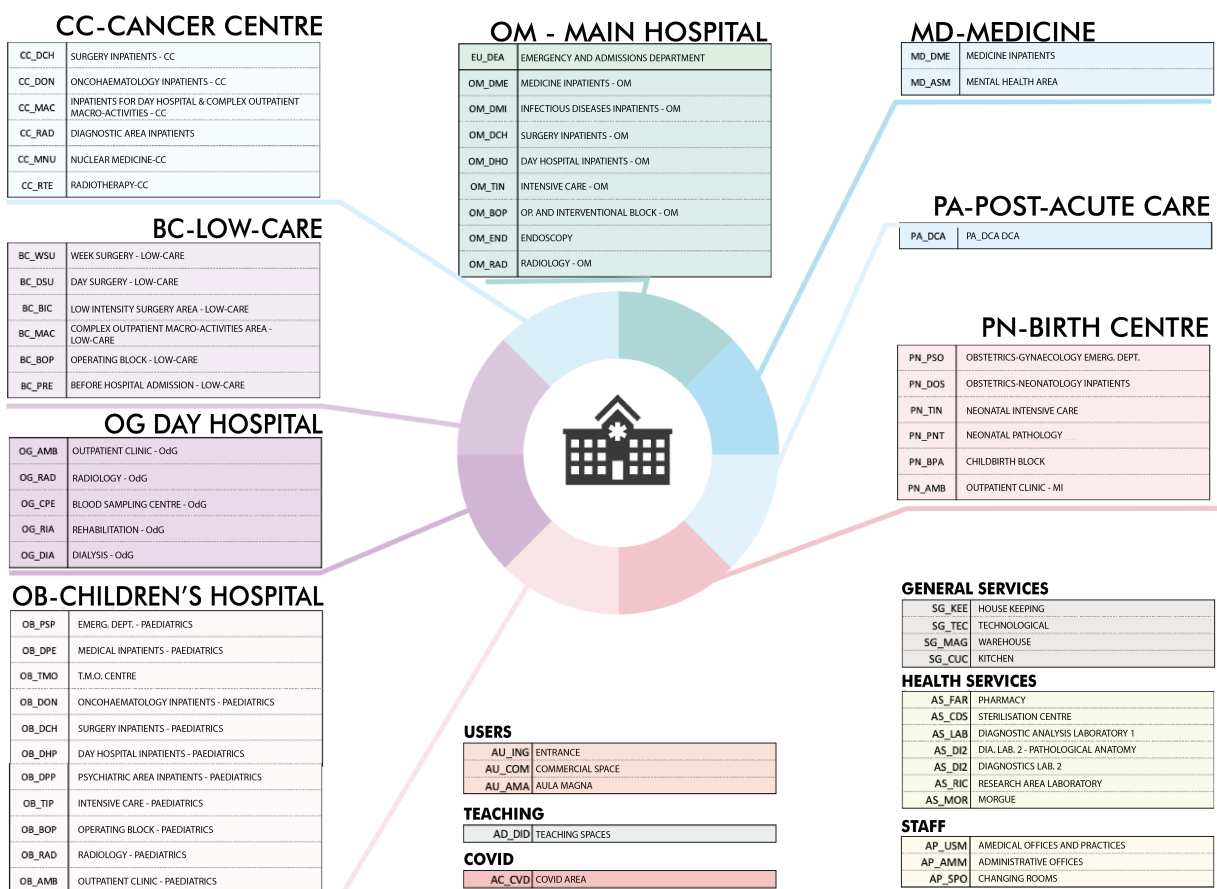 CC-CANCER CENTRE
CC_DCH SURGERY INPATIENTS - CC
CC_DON ONCOHAEMATOLOGY INPATIENTS - CC
CC_MAC INPATIENTS FOR DAY HOSPITAL & COMPLEX OUTPATIENT
MACRO-ACTIVITIES - CC
CC_RAD DIAGNOSTIC AREA INPATIENTS
CC_MNU NUCLEAR MEDICINE-CC
CC_RTE RADIOTHERAPY-CC
BC-LOW-CARE
BC_WSU WEEK SURGERY - LOW-CARE
BC_DSU DAY SURGERY - LOW-CARE
BC_BIC LOW INTENSITY SURGERY AREA - LOW-CARE
BC_MAC COMPLEX OUTPATIENT MACRO-ACTIVITIES AREA -
LOW-CARE
BC_BOP OPERATING BLOCK - LOW-CARE
BC_PRE BEFORE HOSPITAL ADMISSION - LOW-CARE
OG DAY HOSPITAL
OG_AMB OUTPATIENT CLINIC - OdG
OG_RAD RADIOLOGY - OdG
OG_CPE BLOOD SAMPLING CENTRE - OdG
OG_RIA REHABILITATION - OdG
OG_DIA DIALYSIS - OdG
OB-CHILDREN'S HOSPITAL
OB_PSP EMERG. DEPT. - PAEDIATRICS
OB_DPE MEDICAL INPATIENTS - PAEDIATRICS
OB_TMO T.M.O. CENTRE
OB_DON ONCOHAEMATOLOGY INPATIENTS - PAEDIATRICS
OB_DCH SURGERY INPATIENTS - PAEDIATRICS
OB_DHP DAY HOSPITAL INPATIENTS - PAEDIATRICS
OB_DPP PSYCHIATRIC AREA INPATIENTS - PAEDIATRICS
OB_TIP INTENSIVE CARE - PAEDIATRICS
OB_BOP OPERATING BLOCK - PAEDIATRICS
OB_RAD RADIOLOGY - PAEDIATRICS
OB_AMB OUTPATIENT CLINIC - PAEDIATRICS
OM - MAIN HOSPITAL
EU_DEA EMERGENCY AND ADMISSIONS DEPARTMENT
OM_DME MEDICINE INPATIENTS - OM
OM_DMI INFECTIOUS DISEASES INPATIENTS - OM
OM_DCH SURGERY INPATIENTS - OM
OM_DHO DAY HOSPITAL INPATIENTS - OM
OM_TIN INTENSIVE CARE - OM
OM_BOP OP. AND INTERVENTIONAL BLOCK - OM
OM_END ENDOSCOPY
OM_RAD RADIOLOGY - OM
USERS
AU_ING ENTRANCE
AU_COM COMMERCIAL SPACE
AU_AMA AULA MAGNA
TEACHING
AD_DID TEACHING SPACES
COVID
AC_CVD COVID AREA
MD-MEDICINE
MD_DME MEDICINE INPATIENTS
MD_ASM MENTAL HEALTH AREA
PA-POST-ACUTE CARE
PA_DCA PA_DCA DCA
PN-BIRTH CENTRE
PN_PSO OBSTETRICS-GYNAECOLOGY EMERG. DEPT.
PN_DOS OBSTETRICS-NEONATOLOGY INPATIENTS
PN_TIN NEONATAL INTENSIVE CARE
PN_PNT NEONATAL PATHOLOGY
PN_BPA CHILDBIRTH BLOCK
PN_AMB OUTPATIENT CLINIC - MI
GENERAL SERVICES
SG_KEE HOUSE KEEPING
SG_TEC TECHNOLOGICAL
SG_MAG WAREHOUSE
SG_CUC KITCHEN
HEALTH SERVICES
AS_FAR PHARMACY
AS_CDS STERILISATION CENTRE
AS_LAB DIAGNOSTIC ANALYSIS LABORATORY 1
AS_DI2 DIA. LAB. 2 - PATHOLOGICAL ANATOMY
AS_DI2 DIAGNOSTICS LAB. 2
AS_RIC RESEARCH AREA LABORATORY
AS_MOR MORGUE
STAFF
AP_USM AMEDICAL OFFICES AND PRACTICES
AP_AMM ADMINISTRATIVE OFFICES
AP_SPO CHANGING ROOMS